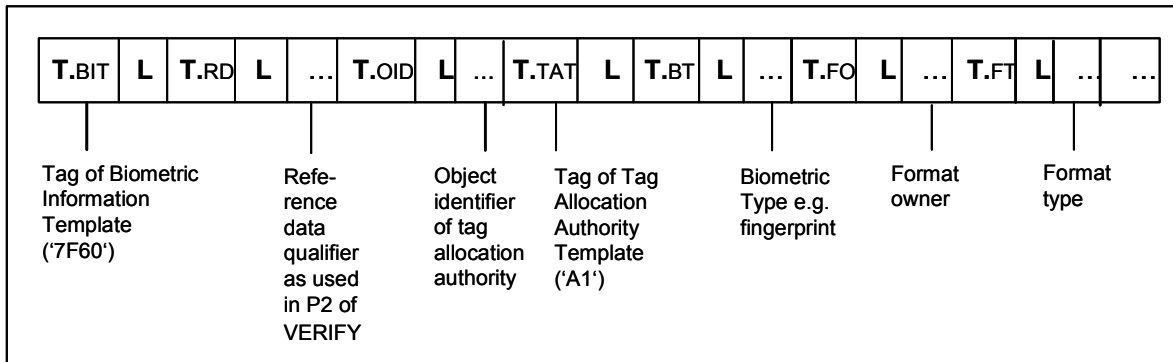 T.BIT L T.RD L ... T.OID L ... T.TAT L T.BT L ... T.FO L ... T.FT L ... ...
Tag of Biometric
Information
Template
(‘7F60‘)
Refe-
rence
data
qualifier
as used
in P2 of
VERIFY
Object
identifier
of tag
allocation
authority
Tag of Tag
Allocation
Authority
Template
(‘A1‘)
Biometric
Type e.g.
fingerprint
Format
owner
Format
type